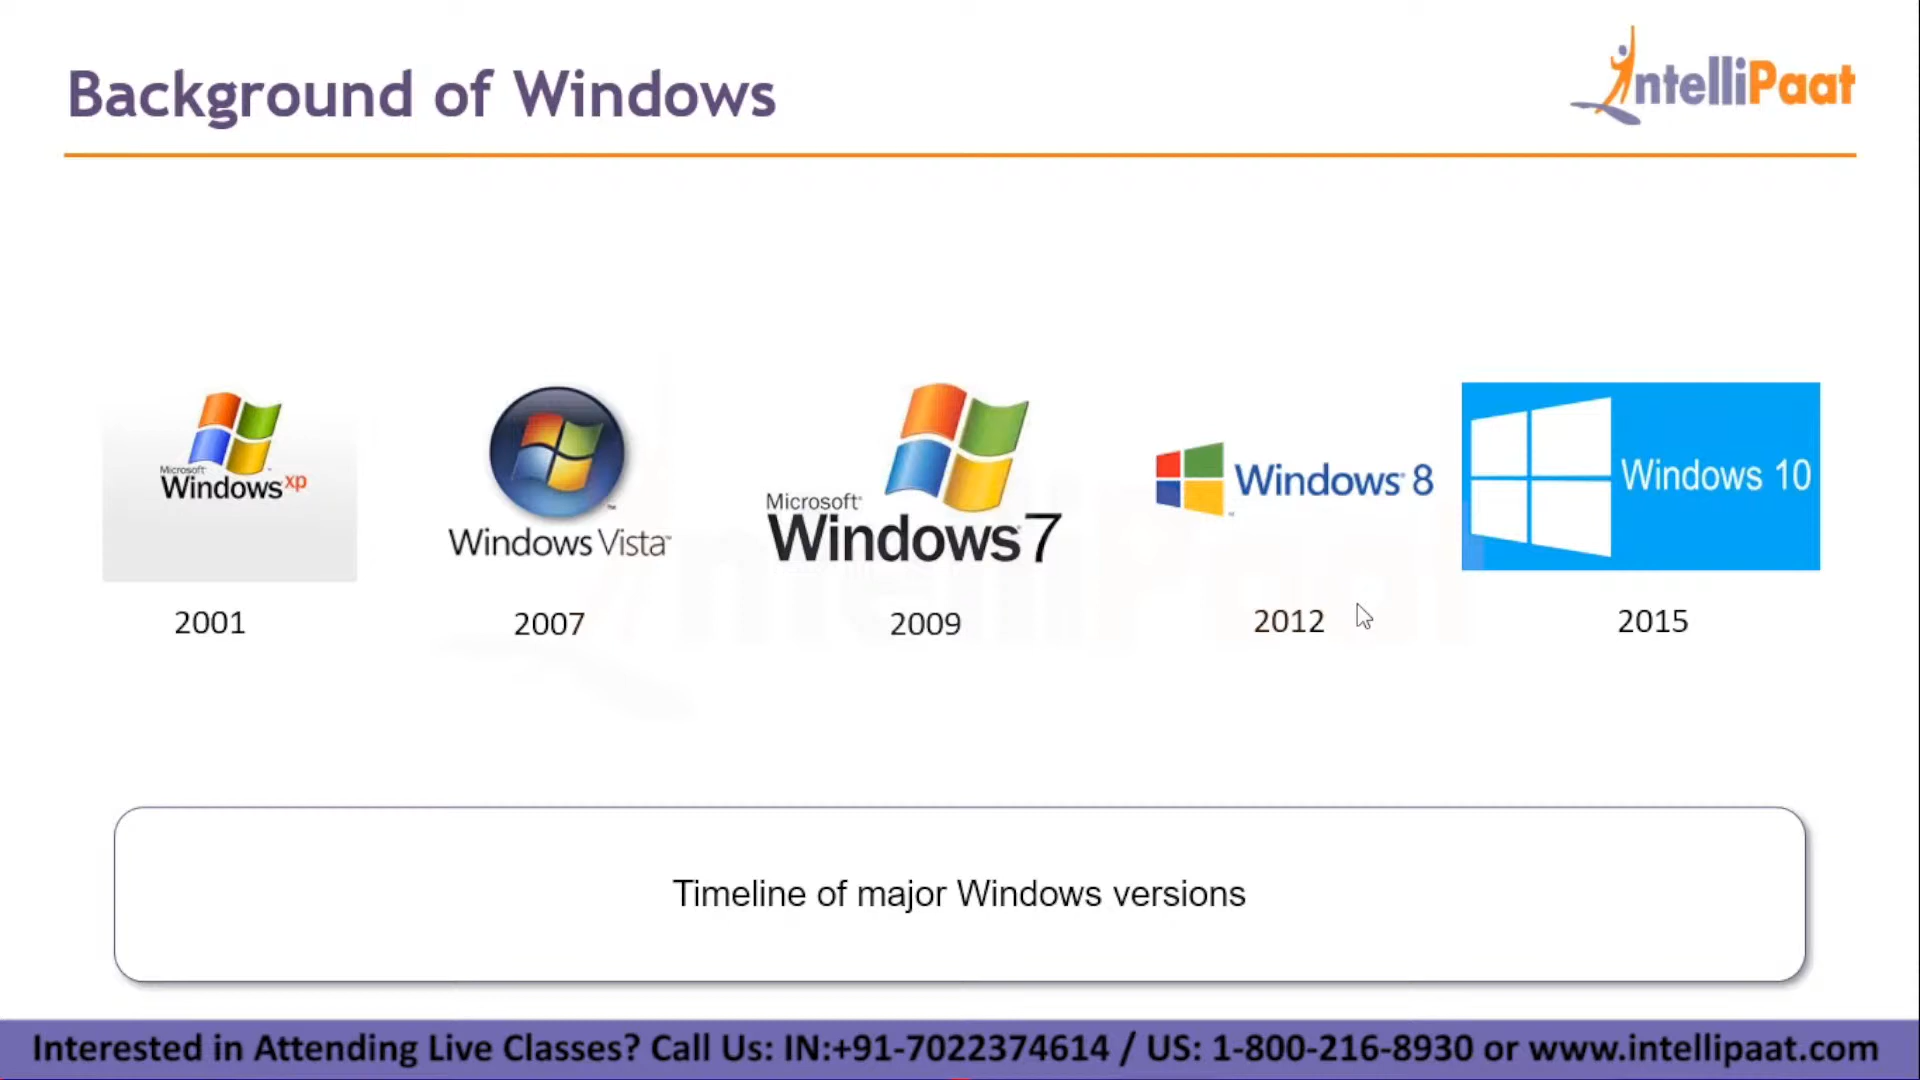 Background of Windows
IntelliPaat
Microsoft
Windows xp
Windows Vista™
Microsoft
Windows 7
Windows 8
Windows 10
2001
2007
2009
2012
2015
Timeline of major Windows versions
Interested in Attending Live Classes? Call Us: IN:+91-7022374614 / US: 1-800-216-8930 or www.intellipaat.com